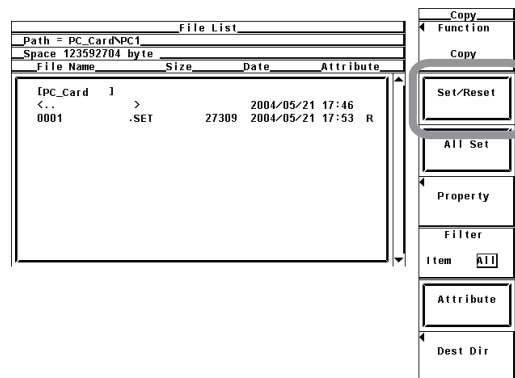 File List
Path = PC_Card\PC1
Space 123592704 byte
File Name Size Date Attribute
[PC_Card ]
<.. > 2004/05/21 17:46
0001 .SET 27309 2004/05/21 17:53 R
Copy
Function
Copy
Set/Reset
All Set
Property
Filter
Item All
Attribute
Dest Dir